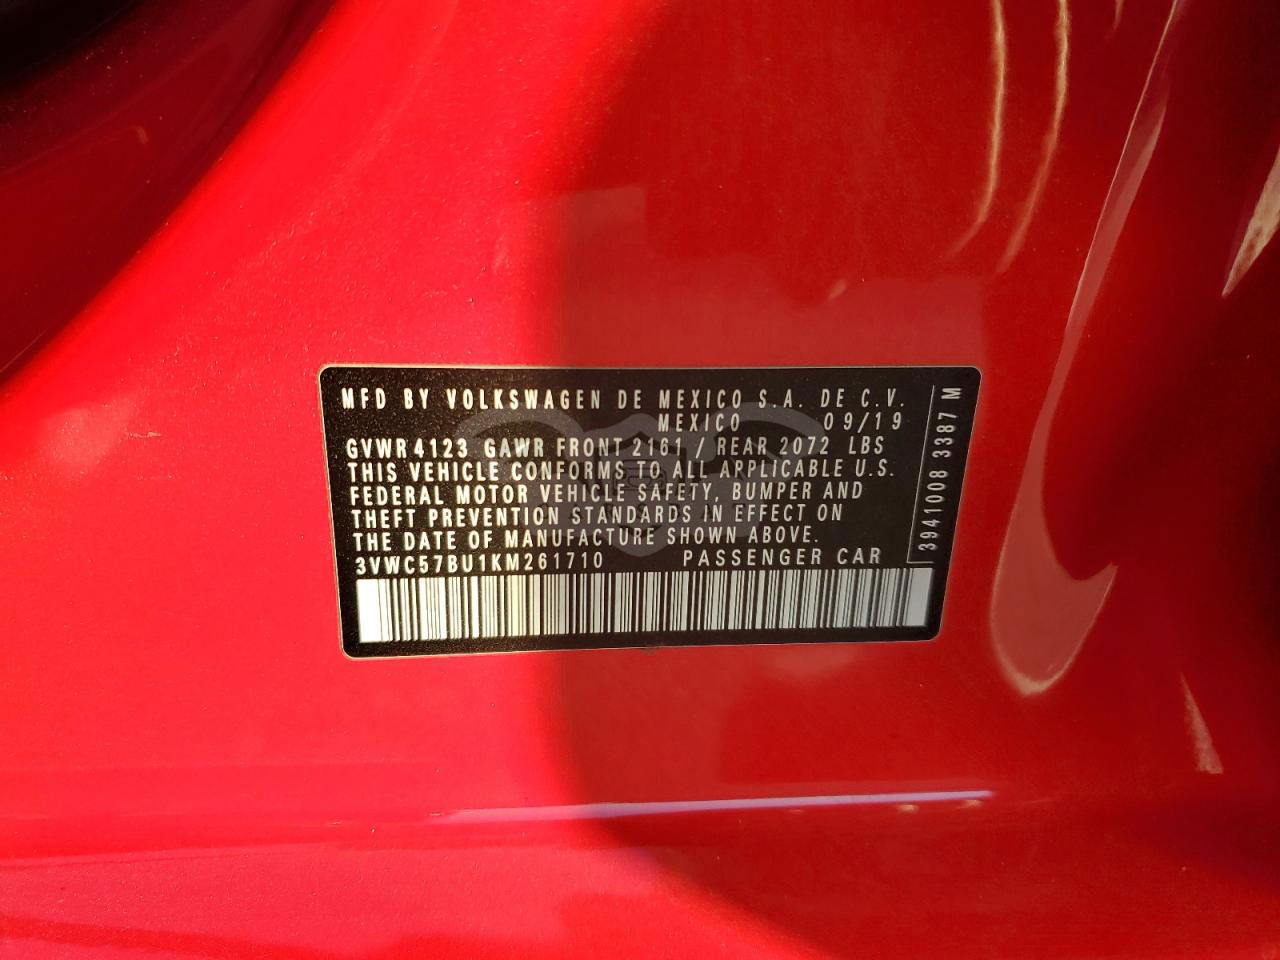 MFD BY VOLKSWAGEN DE MEXICO S.A. DE C.V.
MEXICO 09/19
GVWR 4123 GAWR FRONT 2161 / REAR 2072 LBS
THIS VEHICLE CONFORMS TO ALL APPLICABLE U.S.
FEDERAL MOTOR VEHICLE SAFETY, BUMPER AND
THEFT PREVENTION STANDARDS IN EFFECT ON
THE DATE OF MANUFACTURE SHOWN ABOVE.
3VWC57BU1KM261710 PASSENGER CAR
3941008 3387 M